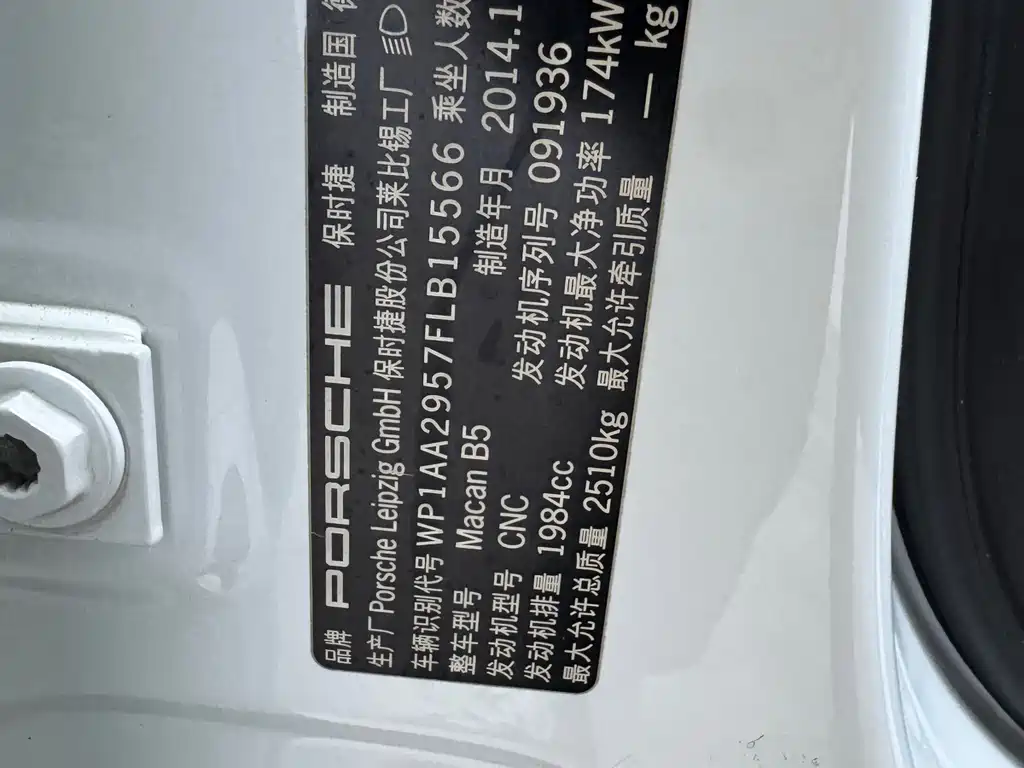 品牌 PORSCHE 保时捷 制造国
生产厂 Porsche Leipzig GmbH 保时捷股份公司莱比锡工厂
车辆识别代号 WP1AA2957FLB15566 乘坐人数
整车型号 Macan B5 制造年月 2014.1
发动机型号 CNC 发动机序列号 091936
发动机排量 1984cc 发动机最大净功率 174kW
最大允许总质量 2510kg 最大允许牵引质量 — kg